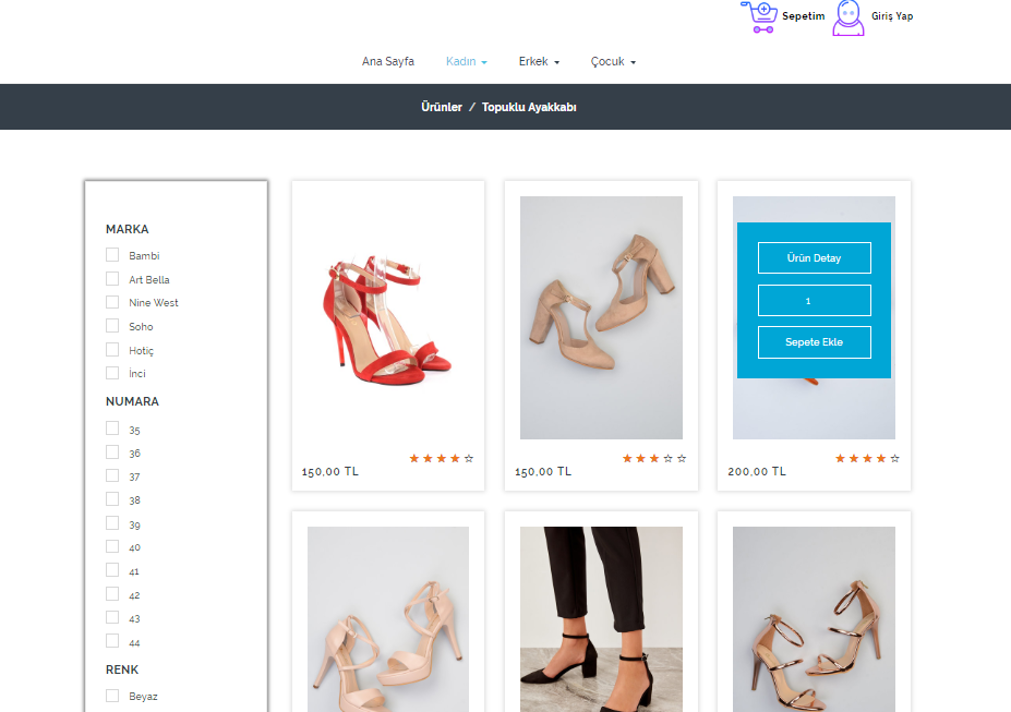 Sepetim
Giriş Yap
Ana Sayfa
Kadın
Erkek
Çocuk
Ürünler / Topuklu Ayakkabı
MARKA
Bambi
Art Bella
Nine West
Soho
Hotiç
İnci
NUMARA
35
36
37
38
39
40
41
42
43
44
RENK
Beyaz
150,00 TL
150,00 TL
Ürün Detay
1
Sepete Ekle
200,00 TL